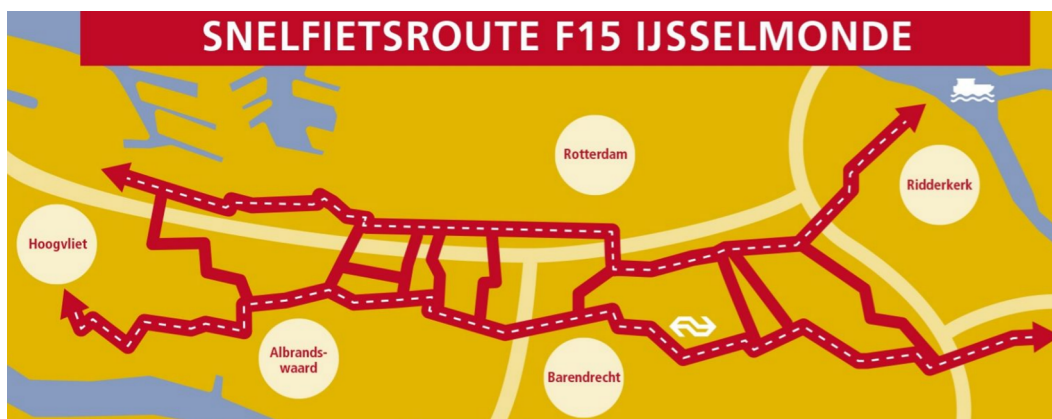 SNELFIETSROUTE F15 IJSSELMONDE
Rotterdam
Ridderkerk
Hoogvliet
Albrands-
waard
Barendrecht